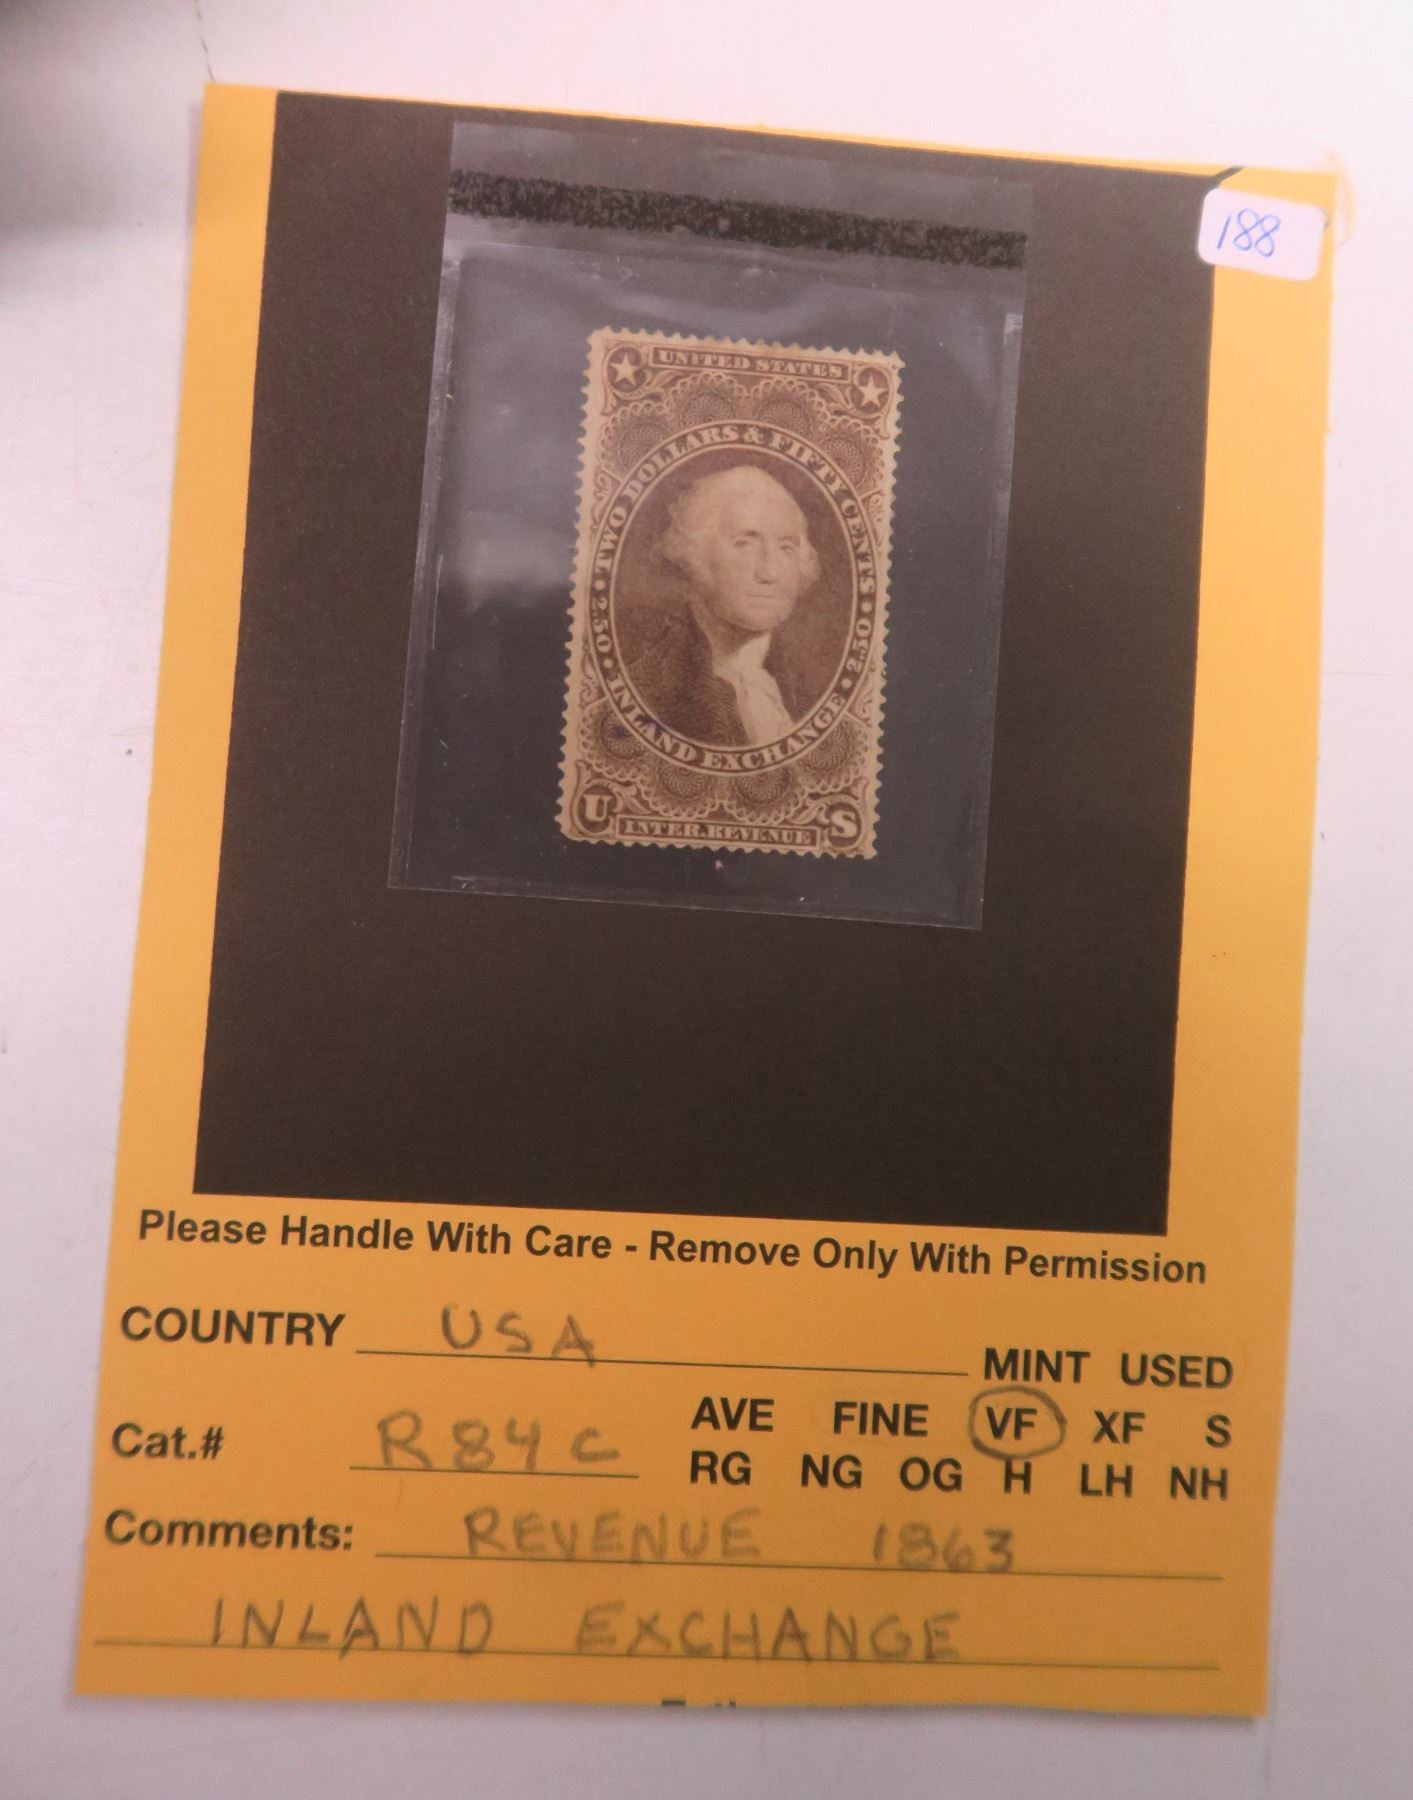 188
UNITED STATES
TWO DOLLARS & FIFTY CENTS
2.50 • INLAND EXCHANGE • 2.50
U S
INTER. REVENUE
Please Handle With Care - Remove Only With Permission
COUNTRY USA
MINT USED
Cat.# R84c
AVE FINE VF XF S
RG NG OG H LH NH
Comments: REVENUE 1863
INLAND EXCHANGE